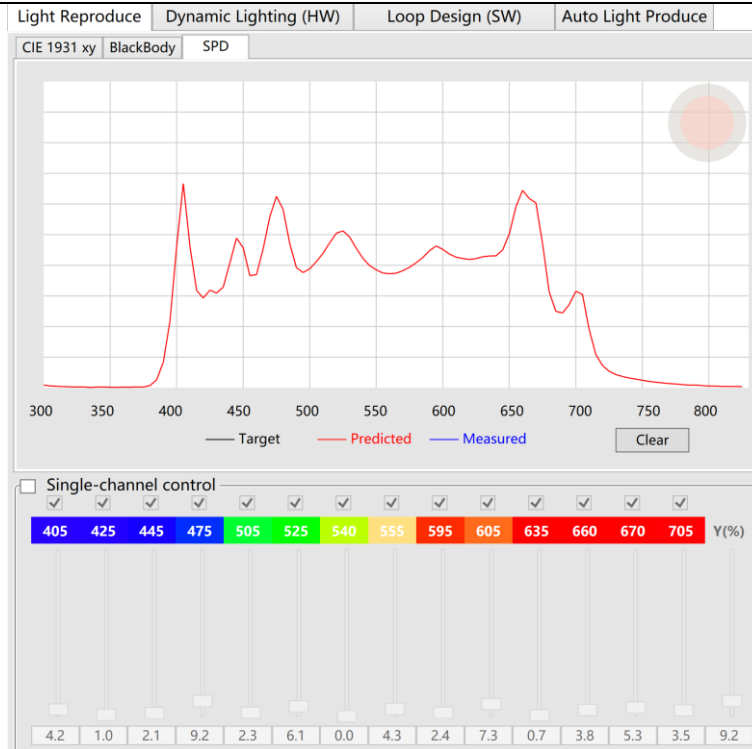 Light Reproduce Dynamic Lighting (HW) Loop Design (SW) Auto Light Produce
CIE 1931 xy BlackBody SPD
300 350 400 450 500 550 600 650 700 750 800
Target Predicted Measured Clear
Single-channel control
405 425 445 475 505 525 540 555 595 605 635 660 670 705 Y(%)
4.2 1.0 2.1 9.2 2.3 6.1 0.0 4.3 2.4 7.3 0.7 3.8 5.3 3.5 9.2